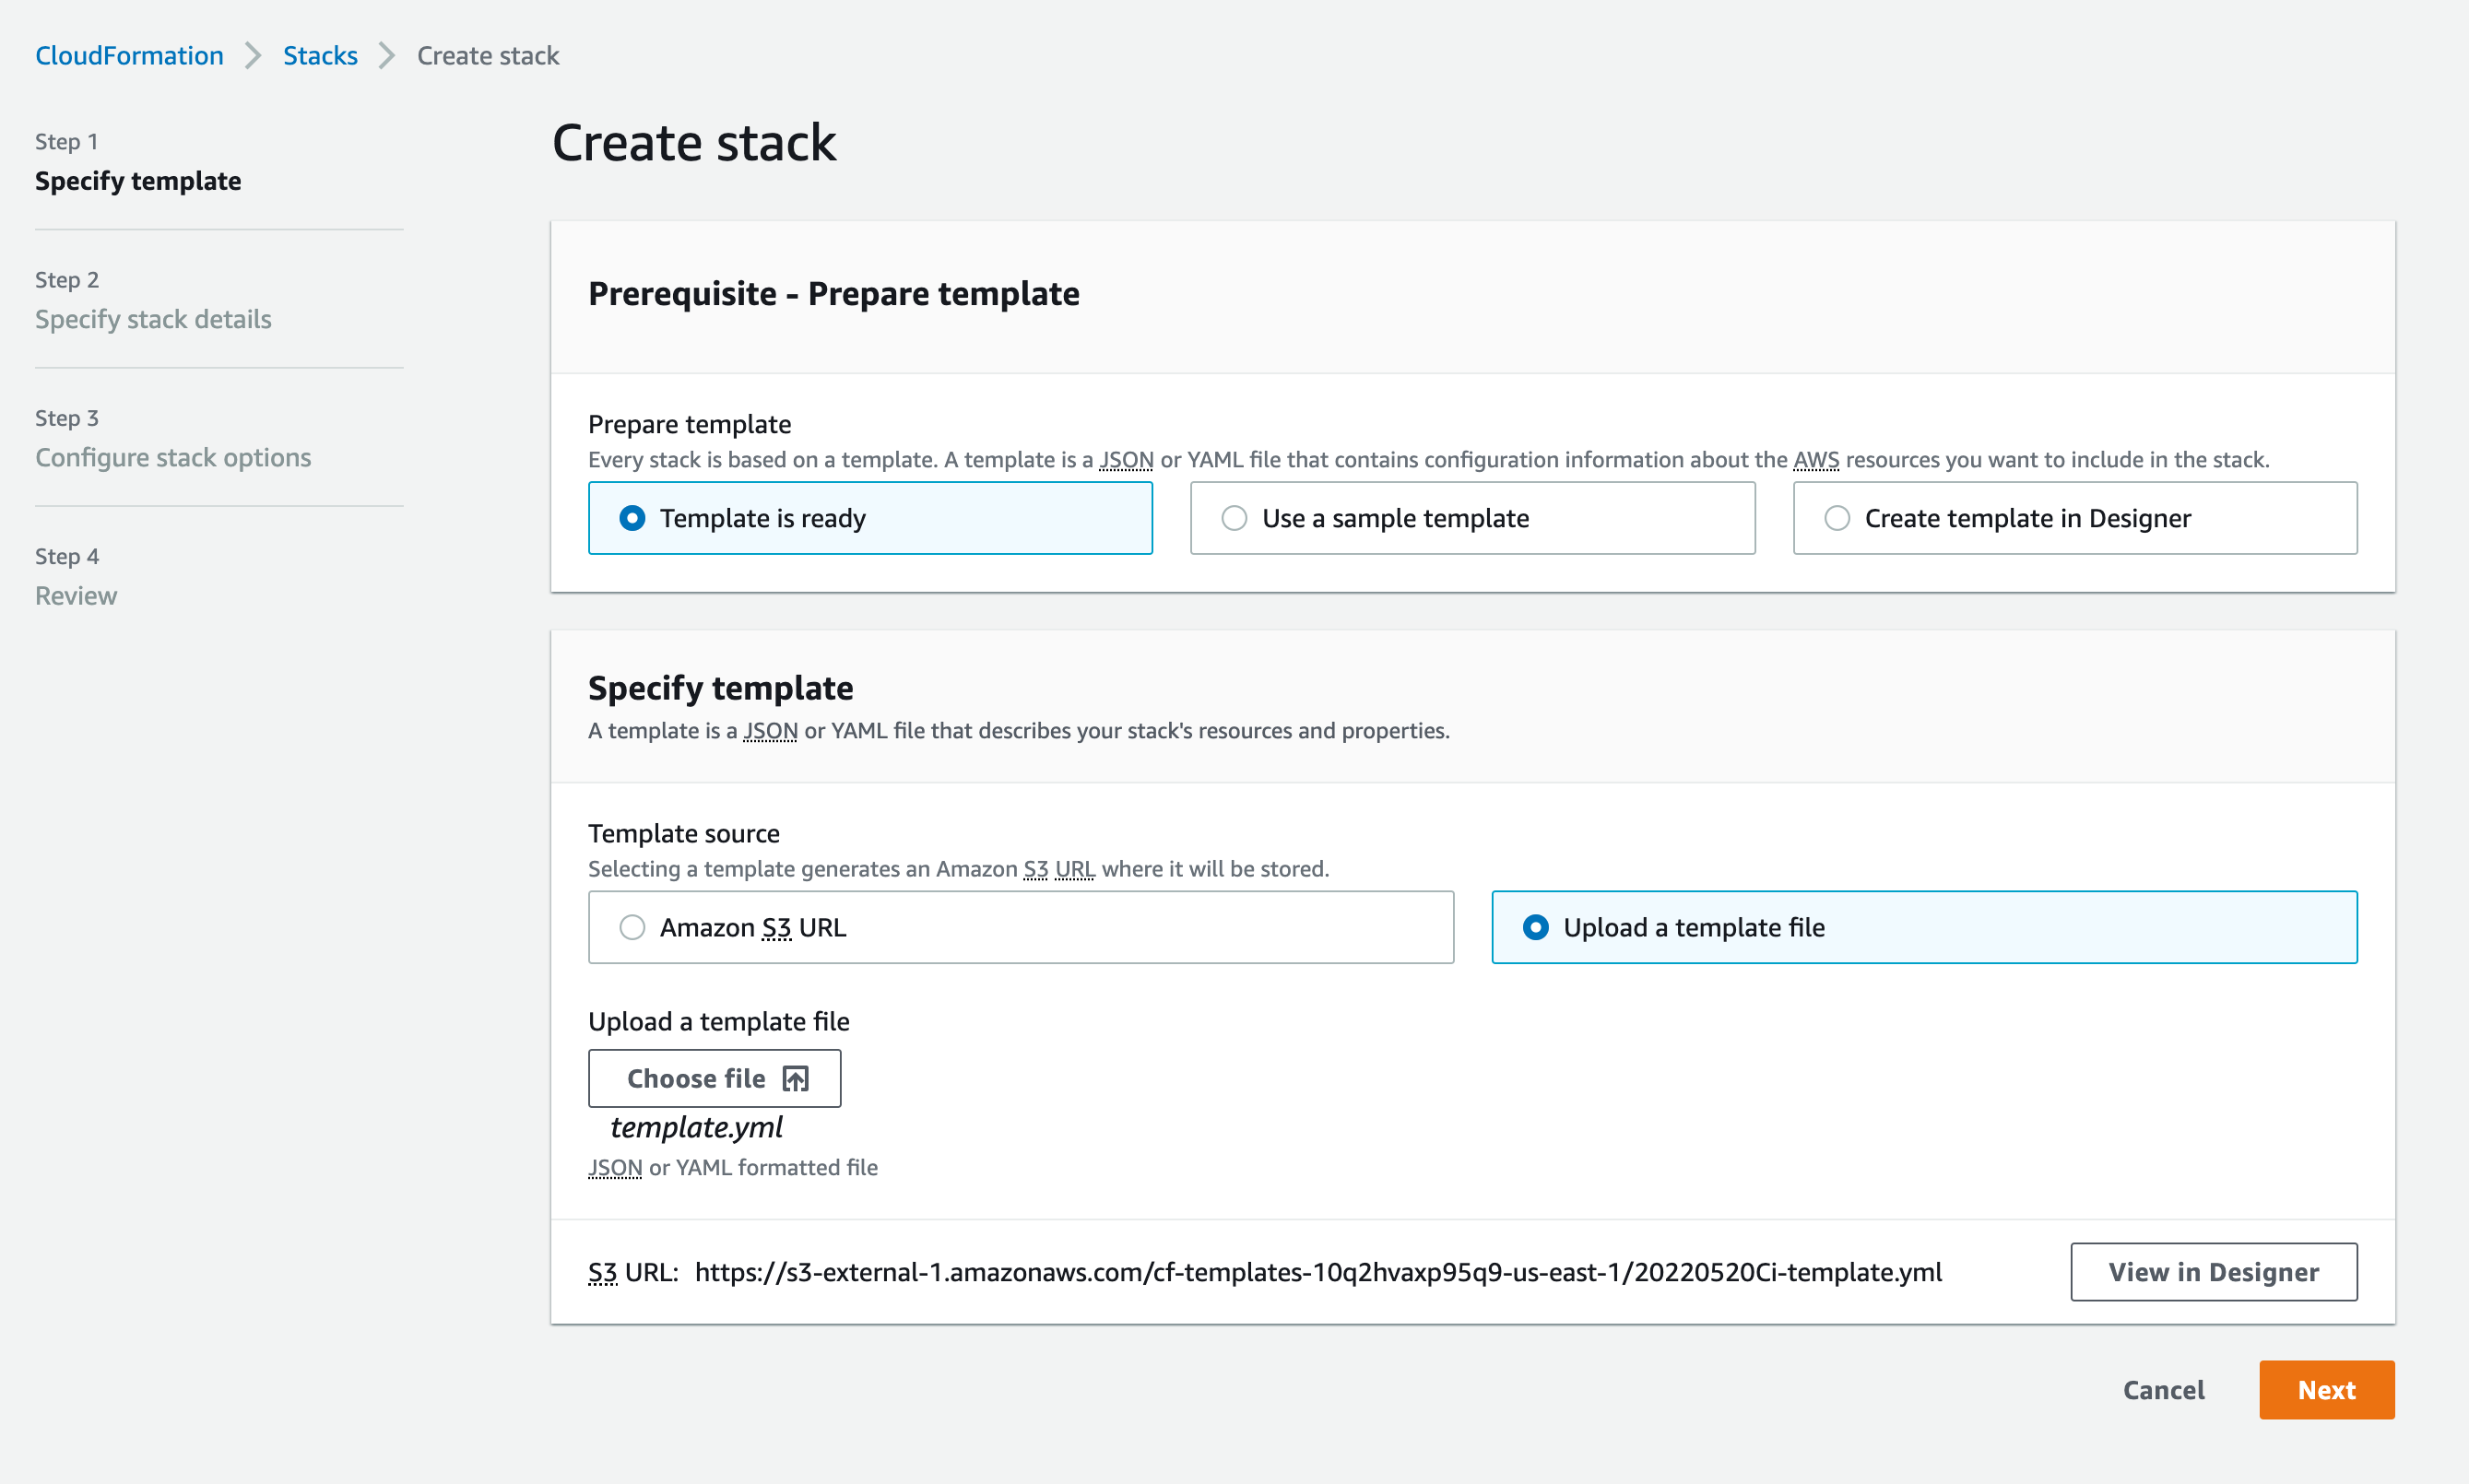 CloudFormation > Stacks > Create stack
Step 1
Specify template
Step 2
Specify stack details
Step 3
Configure stack options
Step 4
Review
Create stack
Prerequisite - Prepare template
Prepare template
Every stack is based on a template. A template is a JSON or YAML file that contains configuration information about the AWS resources you want to include in the stack.
Template is ready
Use a sample template
Create template in Designer
Specify template
A template is a JSON or YAML file that describes your stack's resources and properties.
Template source
Selecting a template generates an Amazon S3 URL where it will be stored.
Amazon S3 URL
Upload a template file
Upload a template file
Choose file
template.yml
JSON or YAML formatted file
S3 URL: https://s3-external-1.amazonaws.com/cf-templates-10q2hvaxp95q9-us-east-1/20220520Ci-template.yml
View in Designer
Cancel
Next